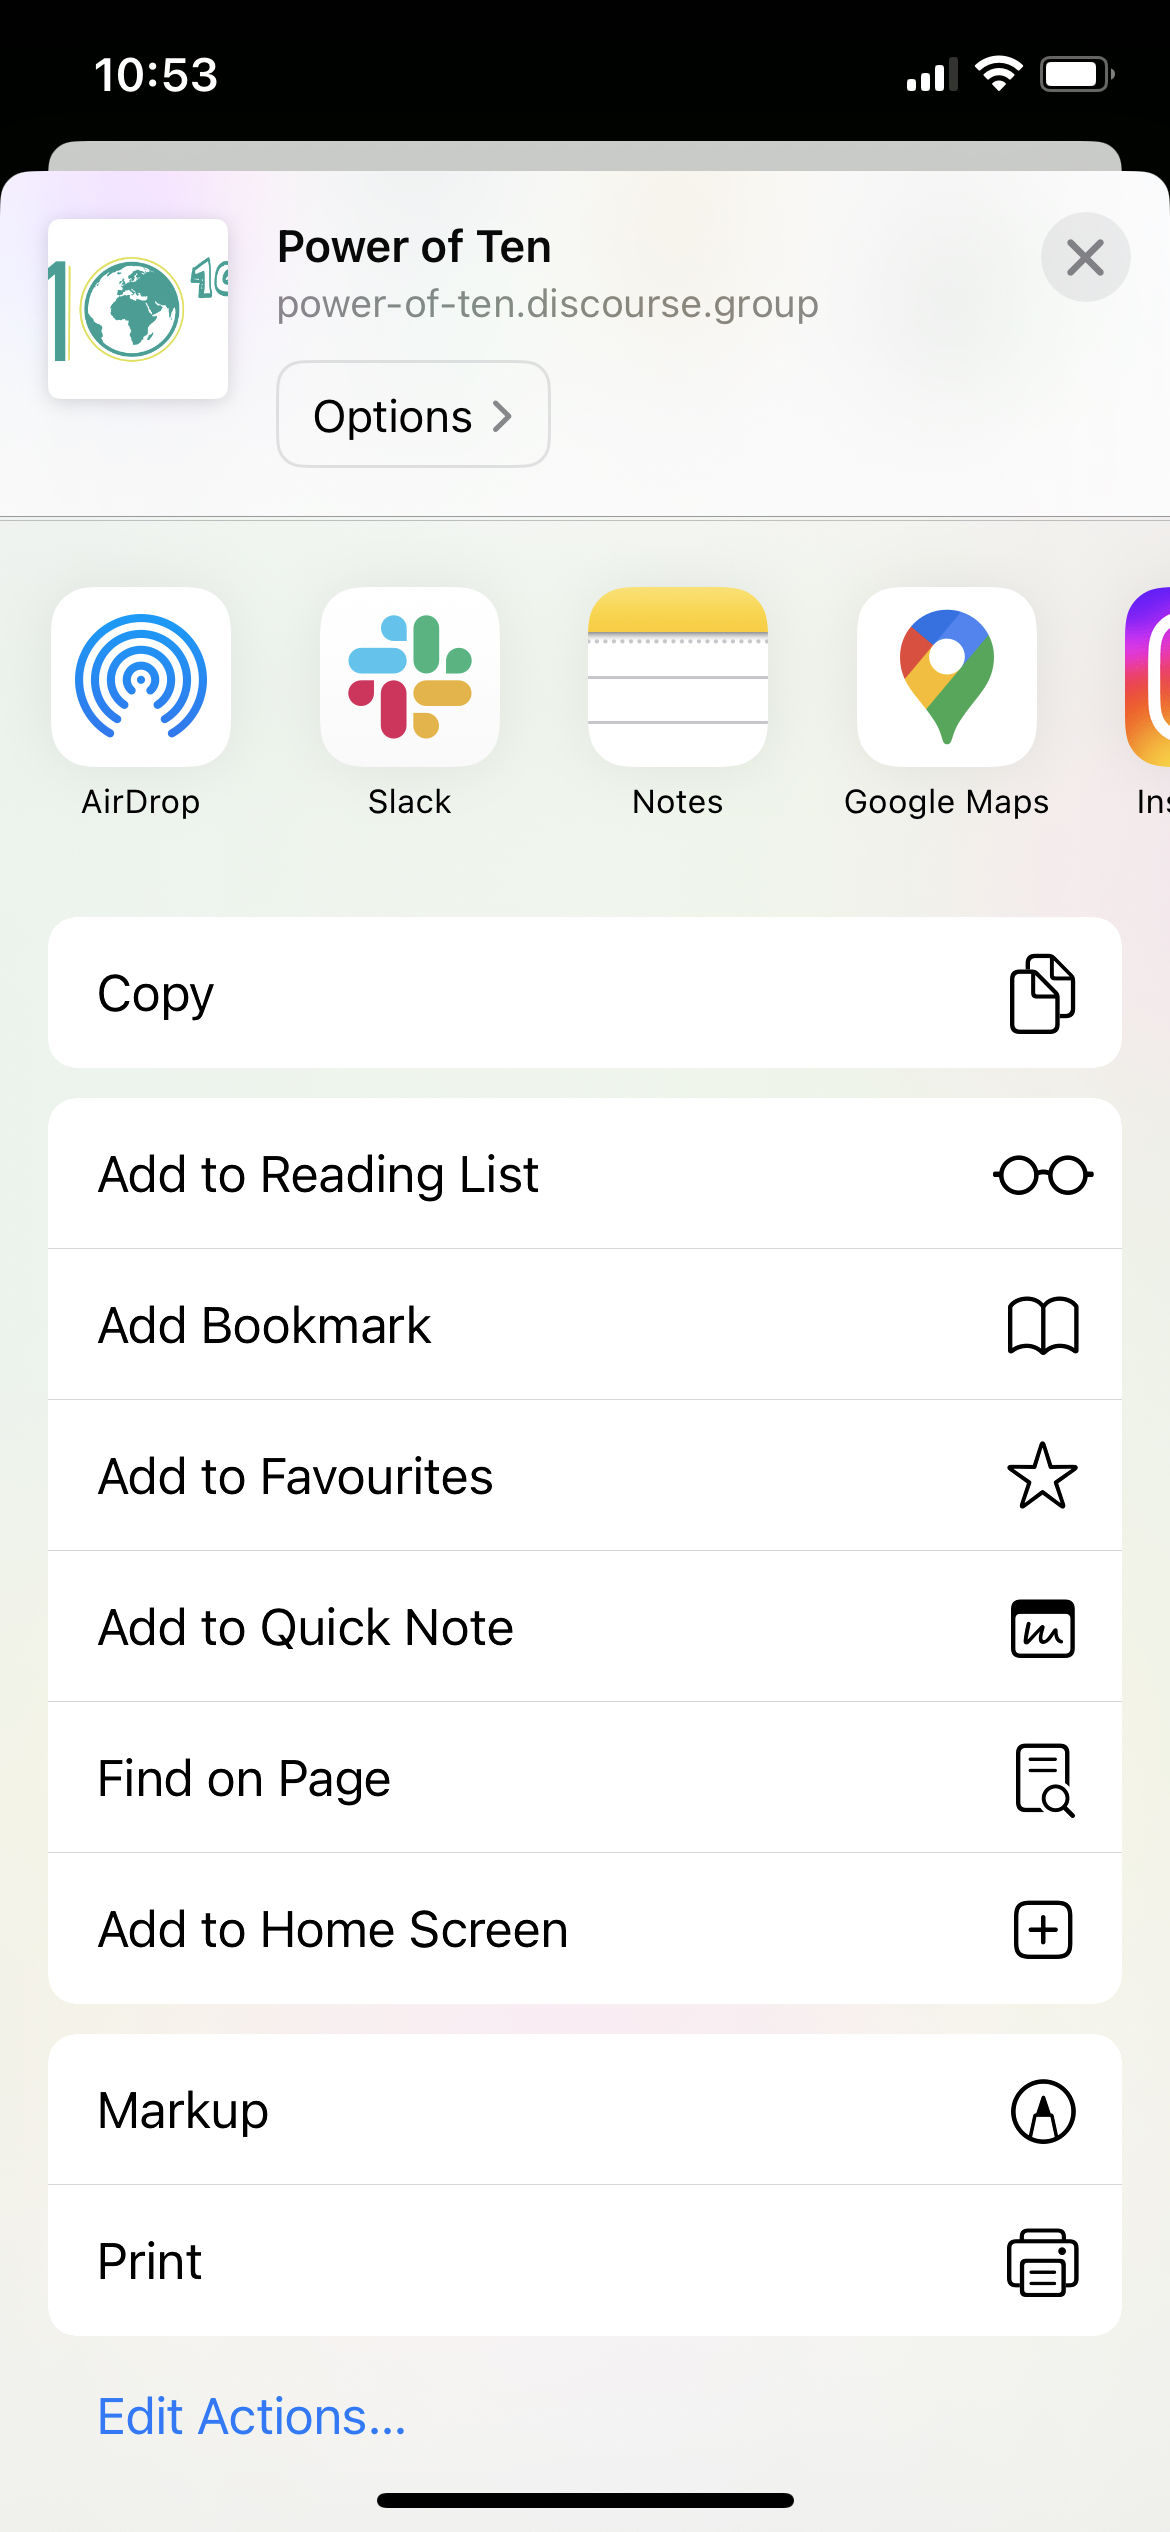 10:53
10
10
Power of Ten
power-of-ten.discourse.group
Options
AirDrop
Slack
Notes
Google Maps
Copy
Add to Reading List
Add Bookmark
Add to Favourites
Add to Quick Note
Find on Page
Add to Home Screen
Markup
Print
Edit Actions...